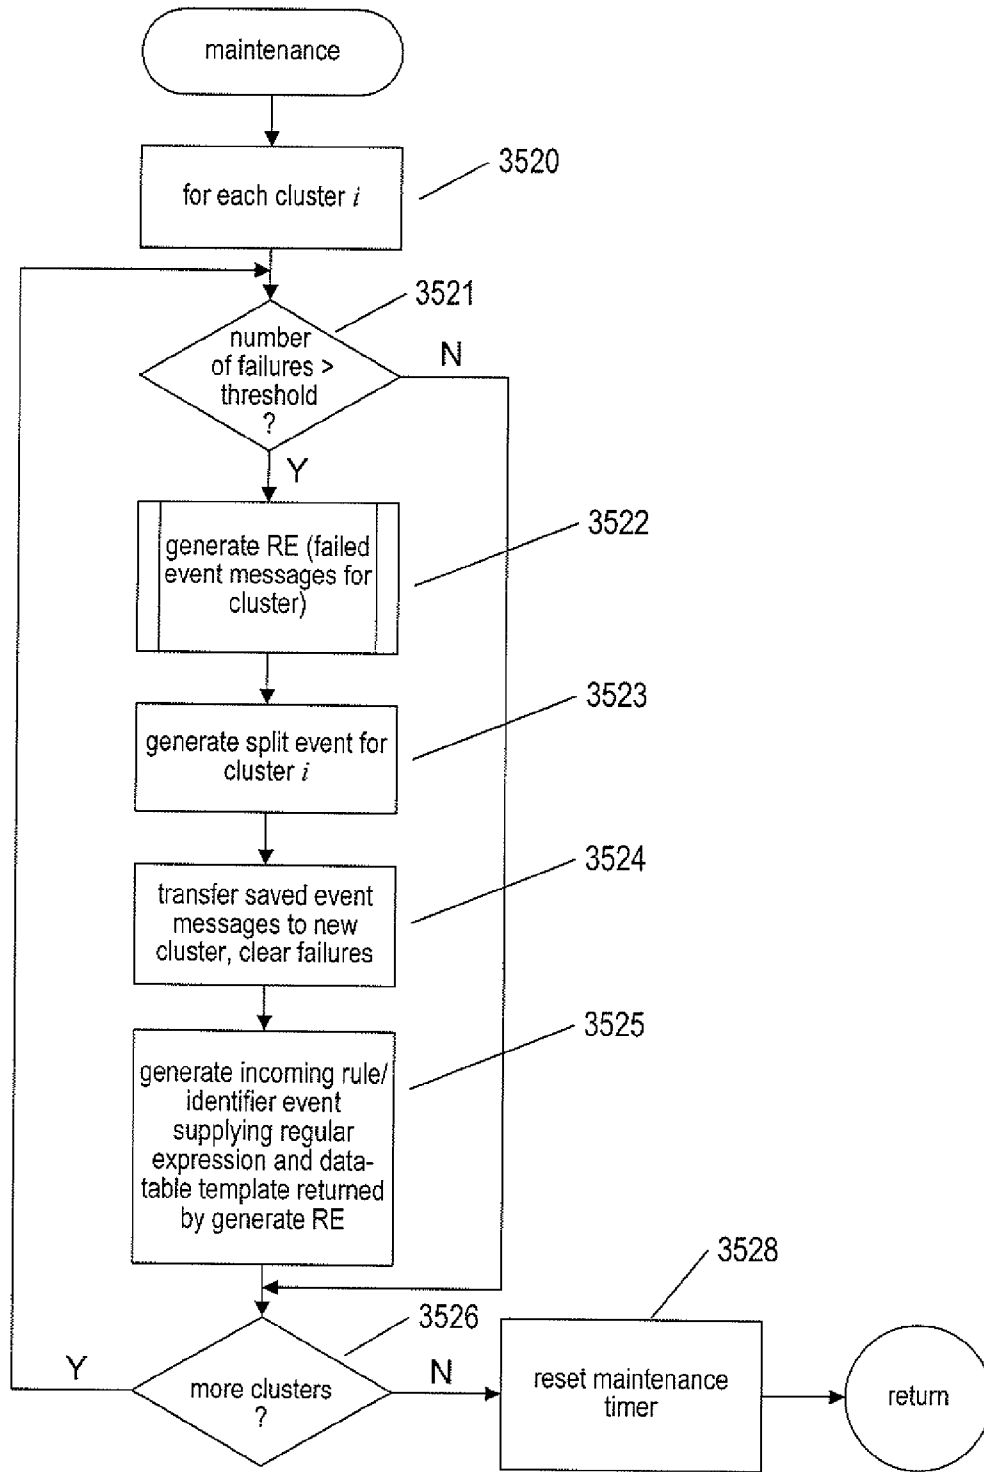 maintenance
3520
for each cluster i
3521
number
of failures >
threshold
?
N
Y
3522
generate RE (failed
event messages for
cluster)
3523
generate split event for
cluster i
3524
transfer saved event
messages to new
cluster, clear failures
3525
generate incoming rule/
identifier event
supplying regular
expression and data-
table template returned
by generate RE
3528
3526
Y
more clusters
?
N
reset maintenance
timer
return